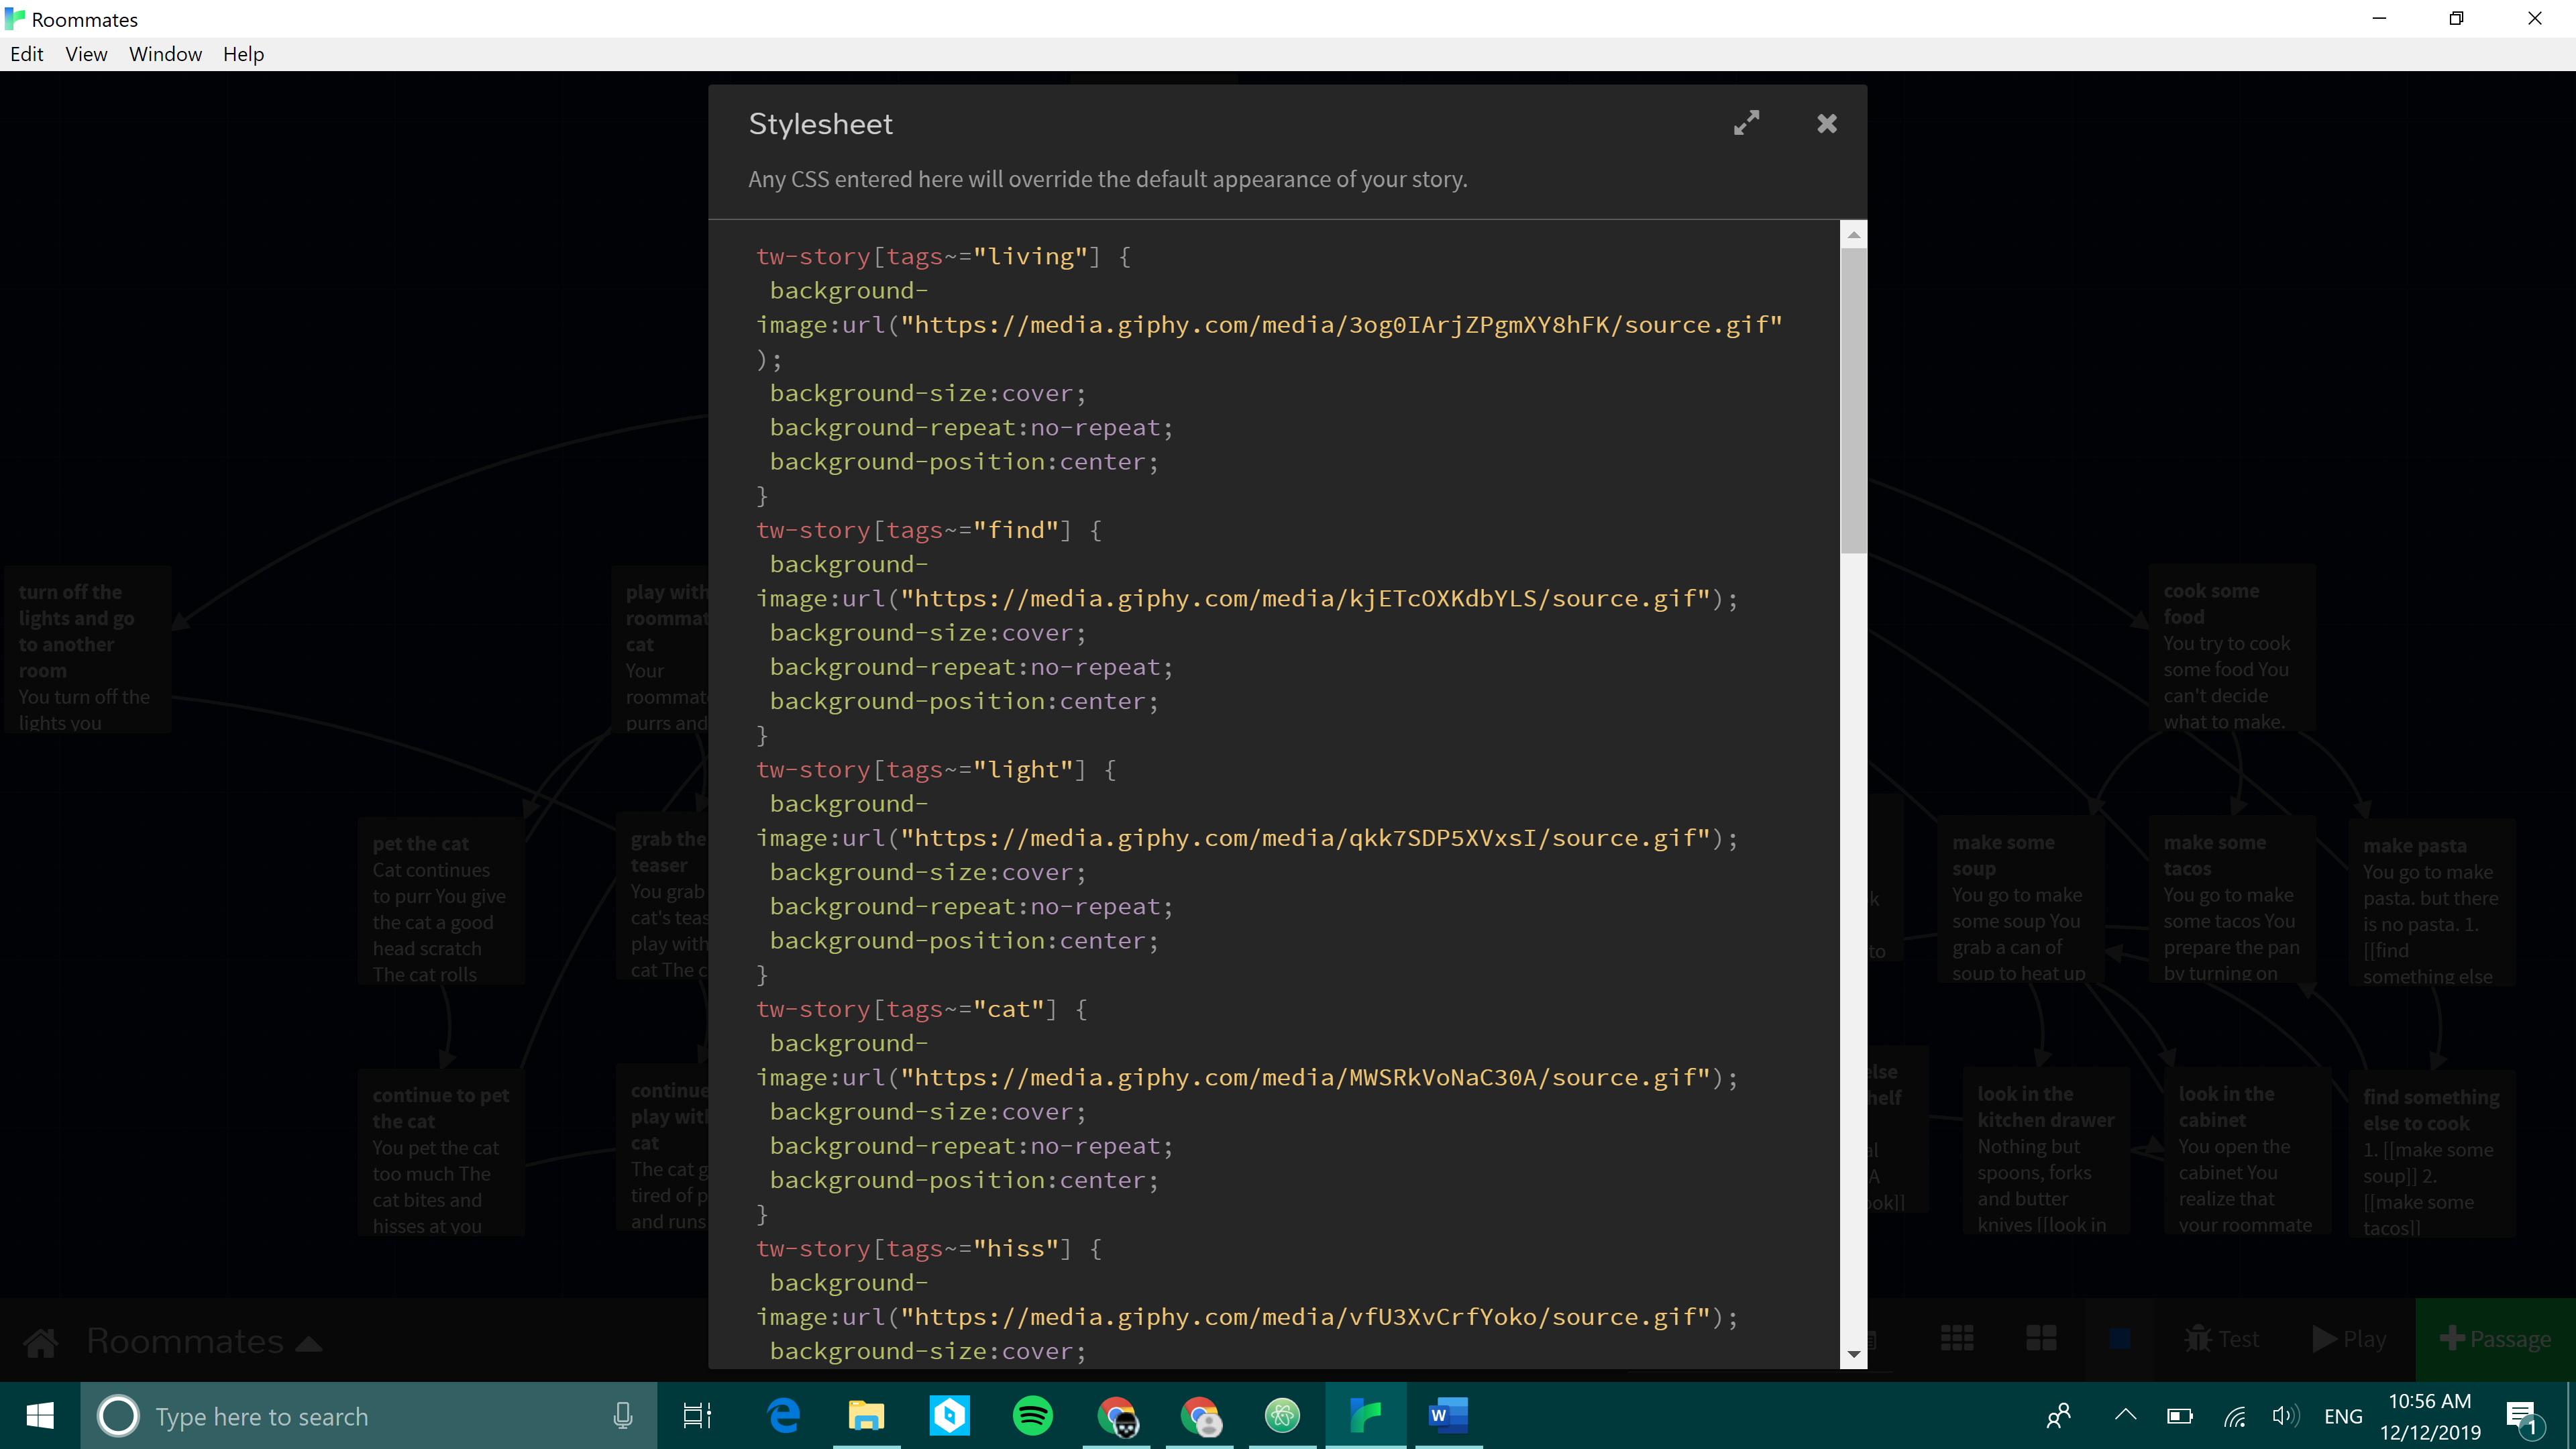 Roommates
Edit View Window Help
Stylesheet
Any CSS entered here will override the default appearance of your story.
tw-story[tags~="living"] {
background-
image:url("https://media.giphy.com/media/3og0IArjZPgmXY8hFK/source.gif"
);
background-size:cover;
background-repeat:no-repeat;
background-position:center;
}
tw-story[tags~="find"] {
background-
image:url("https://media.giphy.com/media/kjETcOXKdbYLS/source.gif");
background-size:cover;
background-repeat:no-repeat;
background-position:center;
}
tw-story[tags~="light"] {
background-
image:url("https://media.giphy.com/media/qkk7SDP5XVxsI/source.gif");
background-size:cover;
background-repeat:no-repeat;
background-position:center;
}
tw-story[tags~="cat"] {
background-
image:url("https://media.giphy.com/media/MWSRkVoNaC30A/source.gif");
background-size:cover;
background-repeat:no-repeat;
background-position:center;
}
tw-story[tags~="hiss"] {
background-
image:url("https://media.giphy.com/media/vfU3XvCrfYoko/source.gif");
background-size:cover;
turn off the
lights and go
to another
room
You turn off the
lights you
play with
roommat
cat
Your
roommat
purrs and
pet the cat
Cat continues
to purr You give
the cat a good
head scratch
The cat rolls
grab the
teaser
You grab
cat's teas
play with
cat The c
continue to pet
the cat
You pet the cat
too much The
cat bites and
hisses at you
continue
play with
cat
The cat g
tired of p
and runs
cook some
food
You try to cook
some food You
can't decide
what to make.
k
to
make some
soup
You go to make
some soup You
grab a can of
soup to heat up
make some
tacos
You go to make
some tacos You
prepare the pan
by turning on
make pasta
You go to make
pasta. but there
is no pasta. 1.
[[find
something else
else
helf
al
A
ook]]
look in the
kitchen drawer
Nothing but
spoons, forks
and butter
knives [[look in
look in the
cabinet
You open the
cabinet You
realize that
your roommate
find something
else to cook
1. [[make some
soup]] 2.
[[make some
tacos]]
Roommates
Test
Play
Passage
Type here to search
W
ENG
10:56 AM
12/12/2019
1